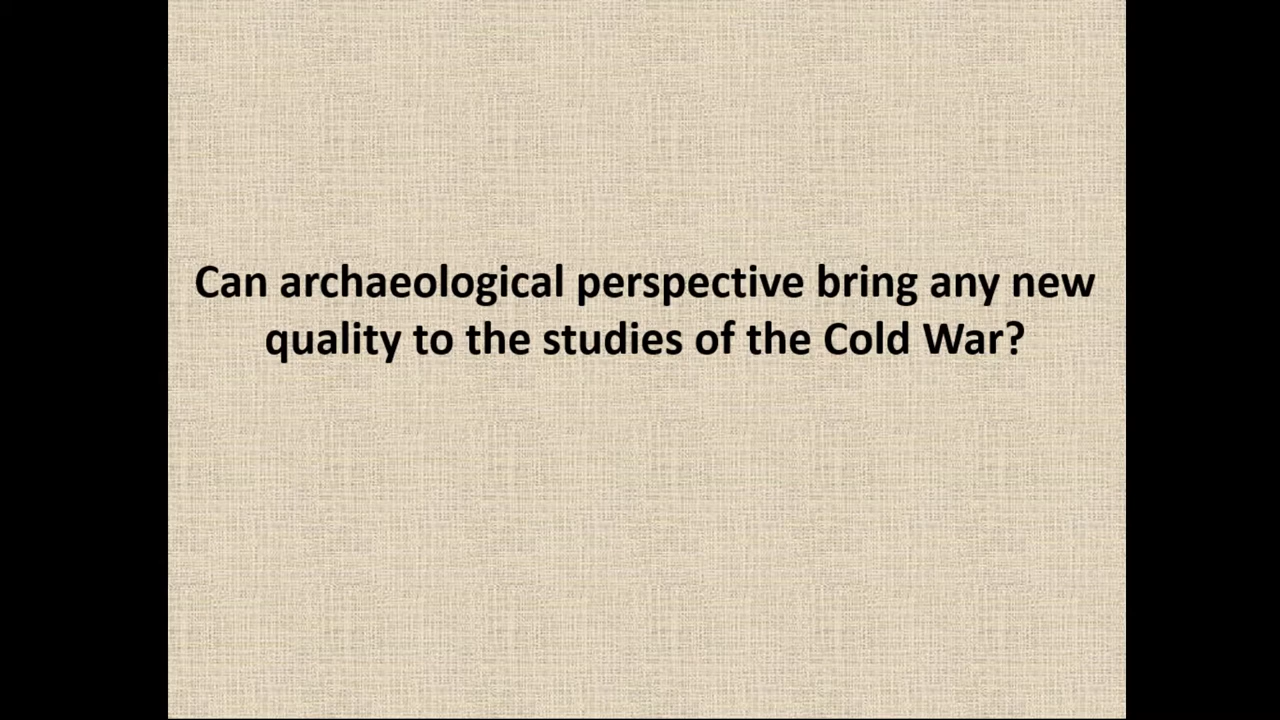 Can archaeological perspective bring any new
quality to the studies of the Cold War?